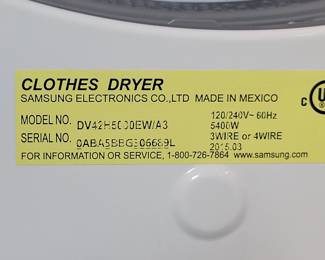 CLOTHES DRYER
SAMSUNG ELECTRONICS CO.,LTD MADE IN MEXICO
MODEL NO. DV42H5000EW/A3 120/240V~ 60Hz
5400W
SERIAL NO. 3WIRE or 4WIRE
2015.03
FOR INFORMATION OR SERVICE, 1-800-726-7864 www.samsung.com
C U